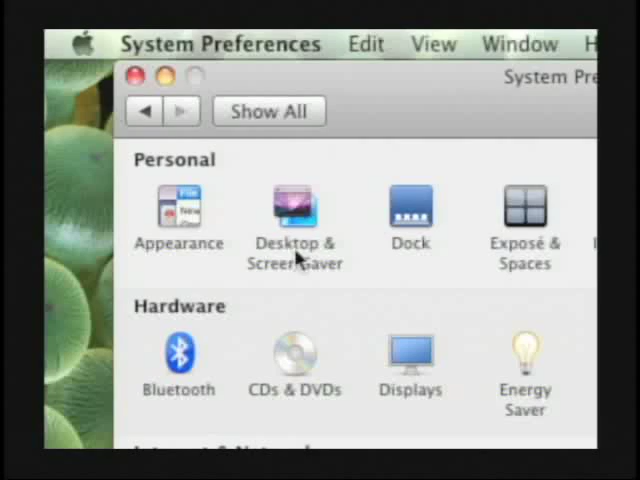 System Preferences Edit View Window H
System Pre
Show All
Personal
Appearance
Desktop &
Screen Saver
Dock
Exposé &
Spaces
Hardware
Bluetooth
CDs & DVDs
Displays
Energy
Saver